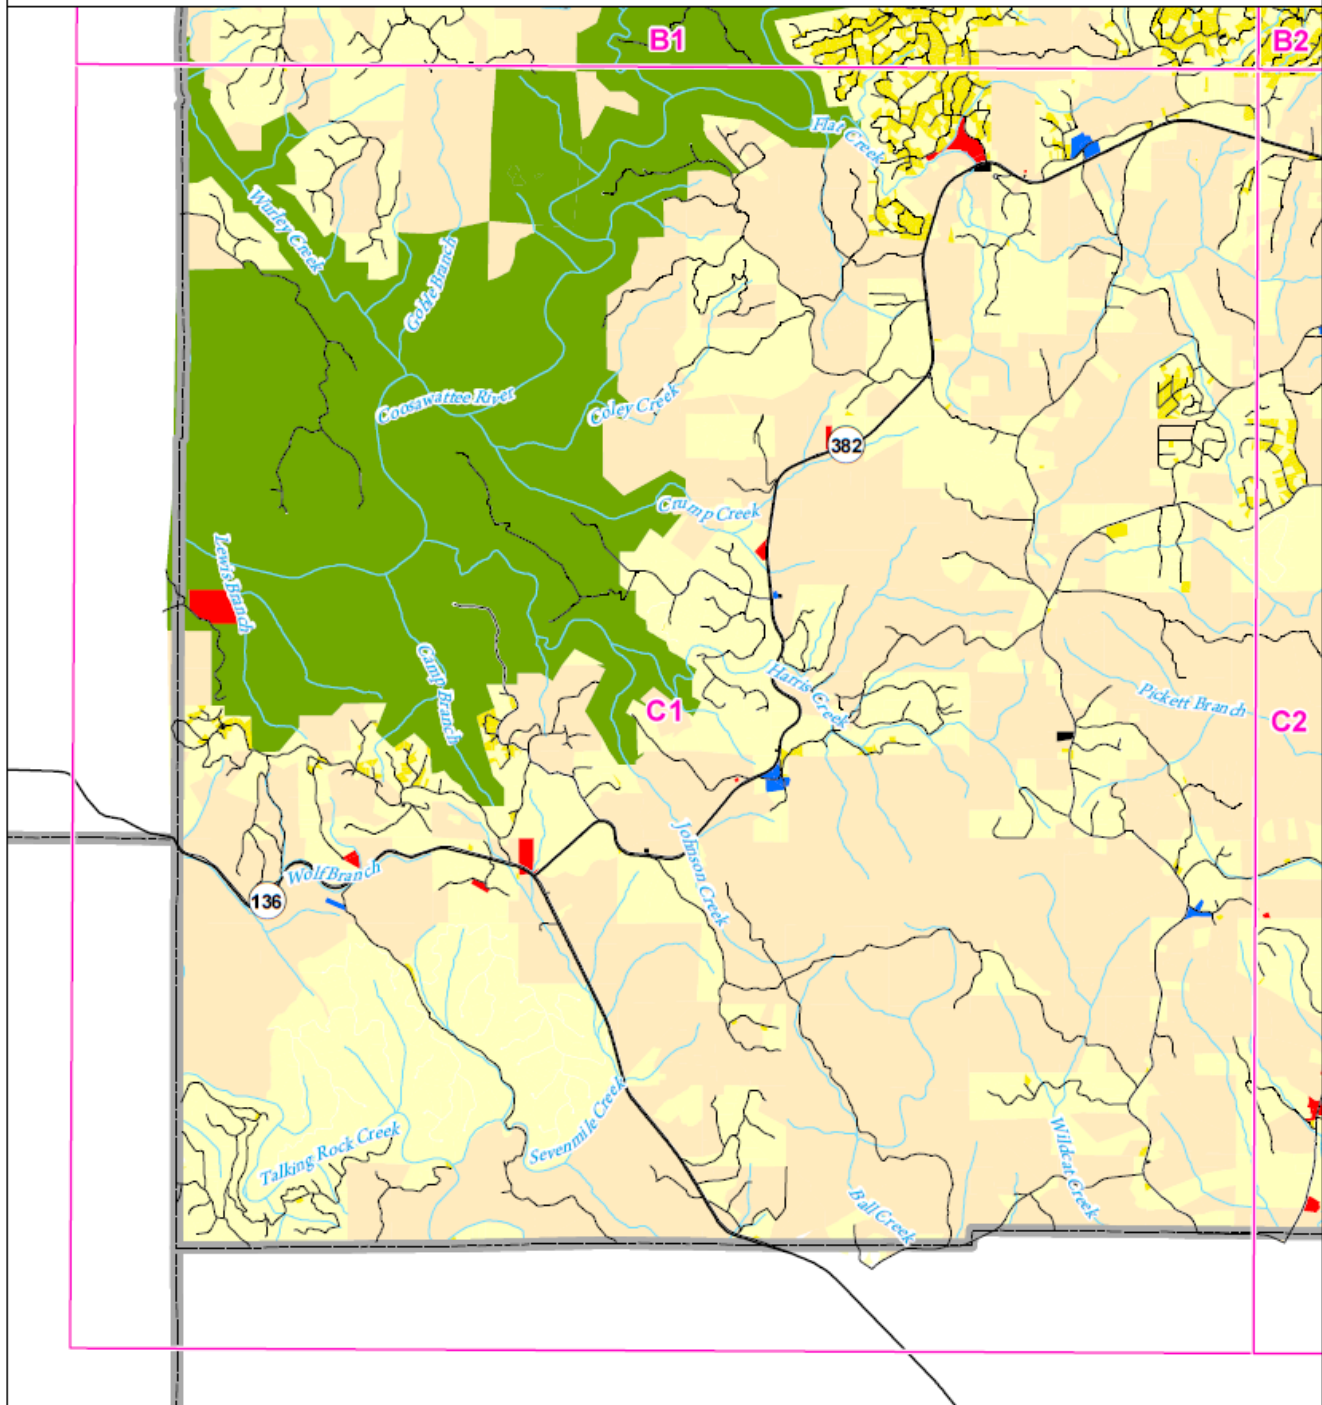 B1
B2
Flat Creek
Wurley Creek
Goble Branch
Coosawattee River
Coley Creek
382
Crump Creek
Lewis Branch
Camp Branch
Harris Creek
Pickett Branch
C1
C2
Johnson Creek
Wolf Branch
136
Talking Rock Creek
Sevenmile Creek
Wildcat Creek
Ball Creek